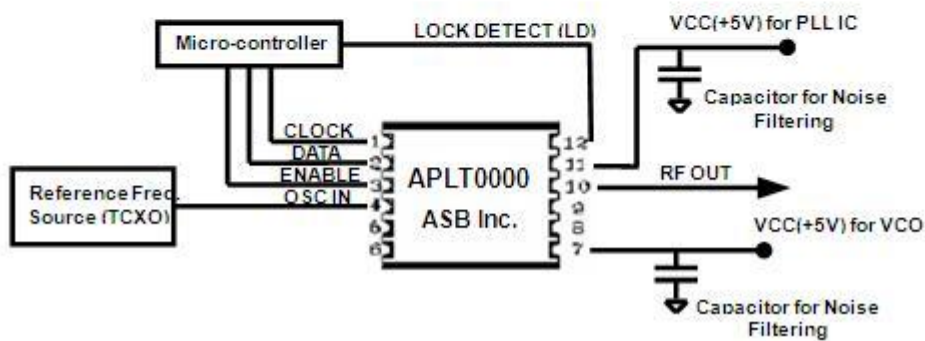 Micro-controller
LOCK DETECT (LD)
VCC(+5V) for PLL IC
Capacitor for Noise
Filtering
CLOCK
DATA
ENABLE
OSC IN
Reference Freq.
Source (TCXO)
1
2
3
4
5
6
APLT0000
ASB Inc.
12
11
10
9
8
7
RF OUT
VCC(+5V) for VCO
Capacitor for Noise
Filtering